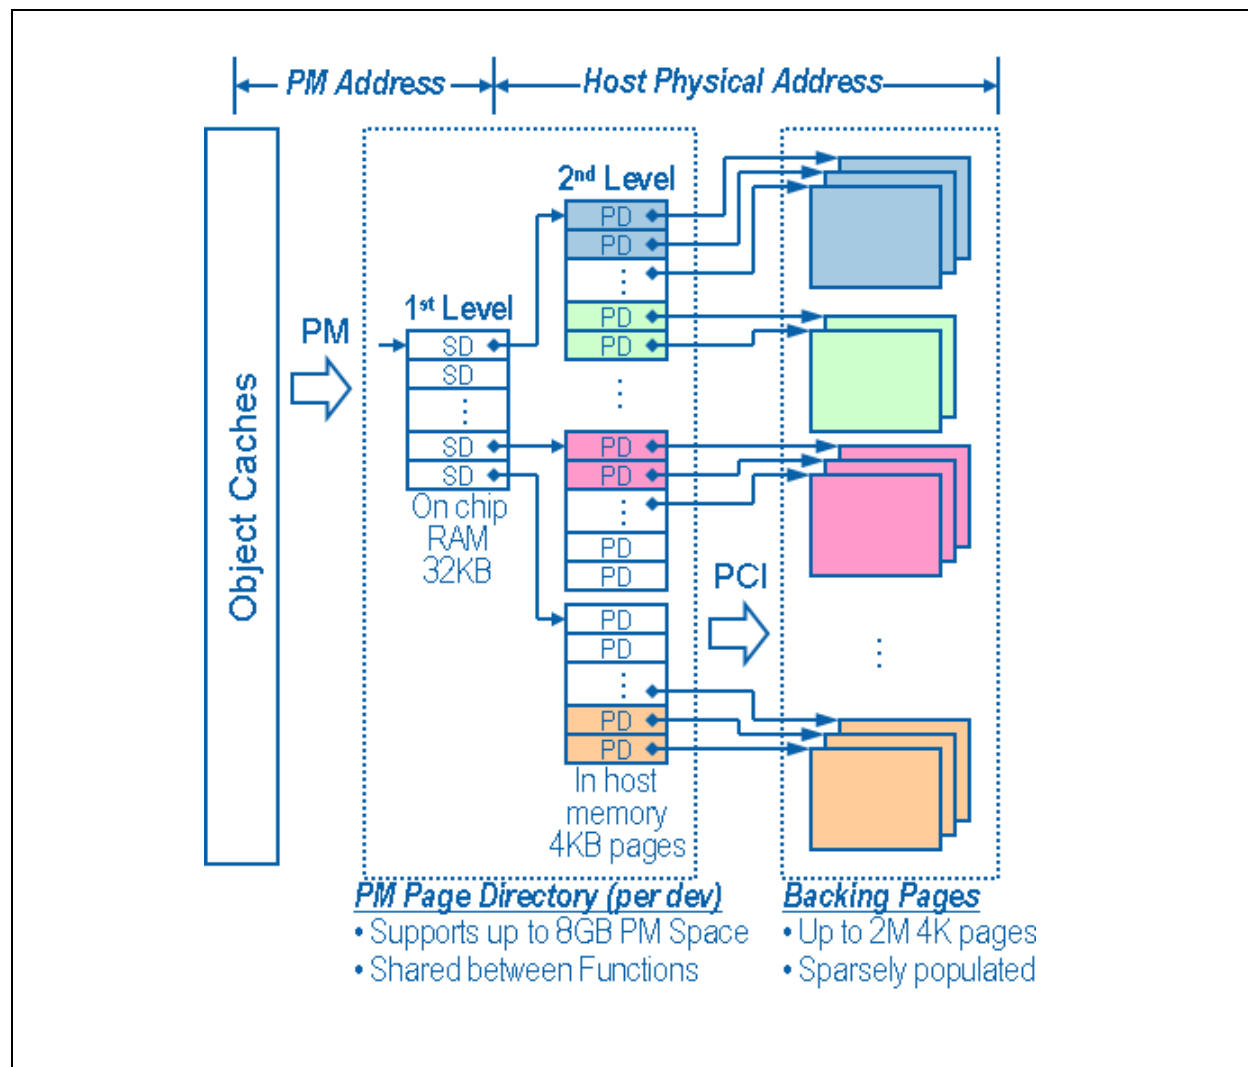 PM Address
Host Physical Address
Object Caches
PM
1st Level
SD
SD
⋮
SD
SD
On chip
RAM
32KB
2nd Level
PD
PD
⋮
PD
PD
⋮
PD
PD
⋮
PD
PD
PD
PD
⋮
PD
PD
In host
memory
4KB pages
PCI
⋮
PM Page Directory (per dev)
• Supports up to 8GB PM Space
• Shared between Functions
Backing Pages
• Up to 2M 4K pages
• Sparsely populated